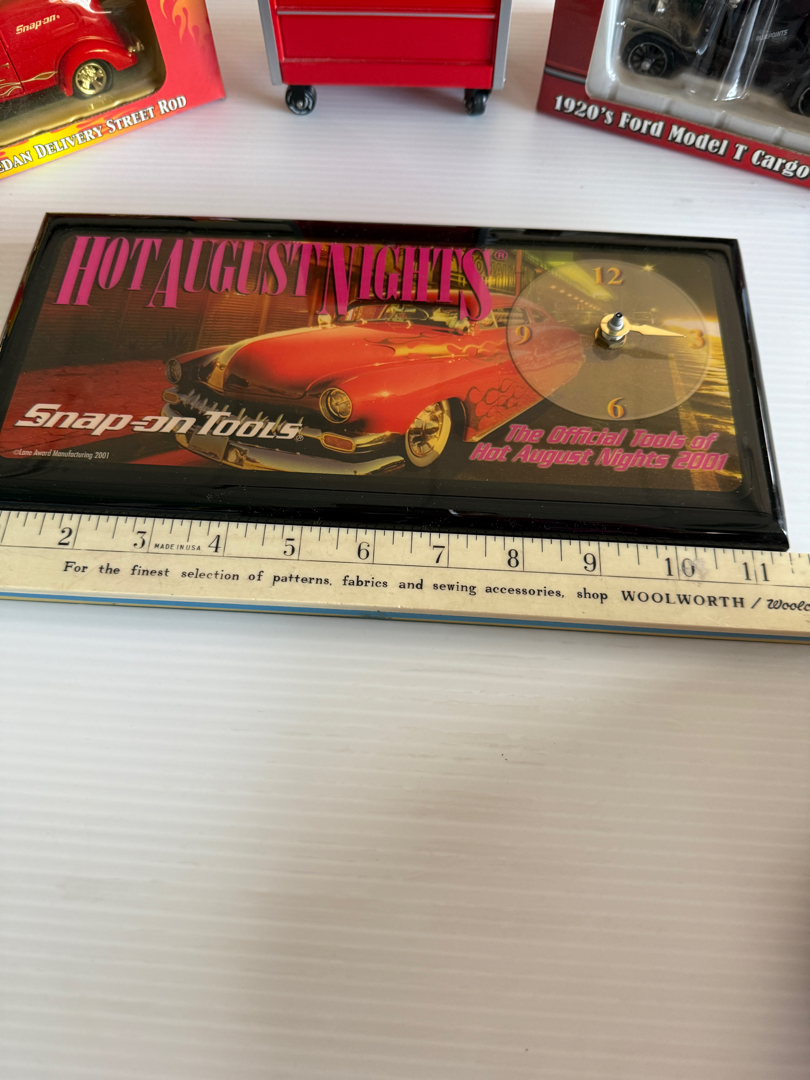 Snap-on
EDAN DELIVERY STREET ROD
1920's Ford Model T Cargo
HOT AUGUST NIGHTS®
12
9
3
6
Snap-on Tools®
©Lane Award Manufacturing 2001
The Official Tools of
Hot August Nights 2001
2 3 MADE IN USA 4 5 6 7 8 9 10 11
For the finest selection of patterns, fabrics and sewing accessories, shop WOOLWORTH / Woolc